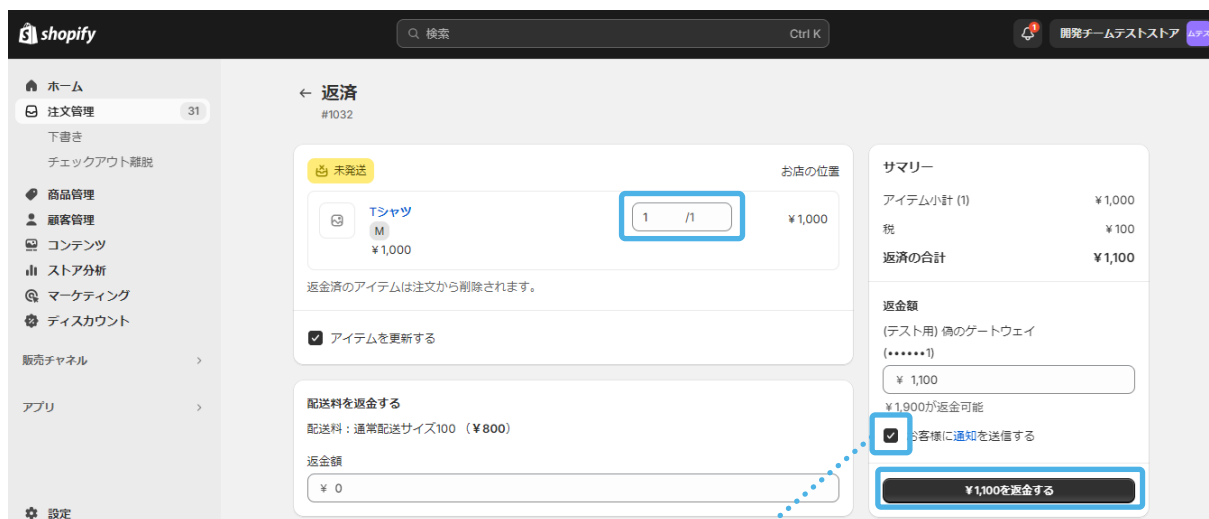 shopify
検索 Ctrl K
1
開発チームテストストア
ホーム
注文管理 31
下書き
チェックアウト離脱
商品管理
顧客管理
コンテンツ
ストア分析
マーケティング
ディスカウント
販売チャネル
アプリ
設定
← 返済
#1032
未発送 お店の位置
Tシャツ
M
¥1,000
1 /1
¥1,000
返金済のアイテムは注文から削除されます。
アイテムを更新する
配送料を返金する
配送料：通常配送サイズ100 （¥800）
返金額
¥ 0
サマリー
アイテム小計 (1) ¥1,000
税 ¥100
返済の合計 ¥1,100
返金額
(テスト用) 偽のゲートウェイ
(••••••1)
¥ 1,100
¥1,900が返金可能
お客様に通知を送信する
¥1,100を返金する